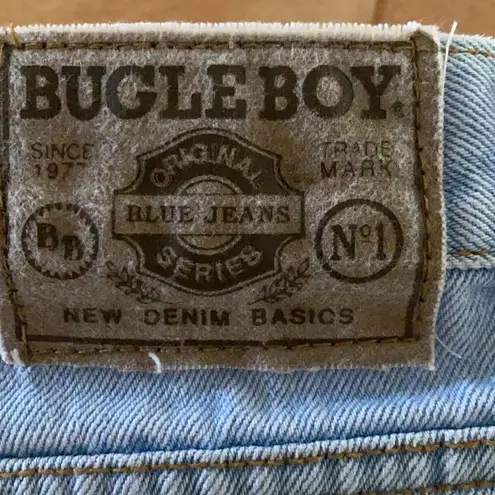 BUGLE BOY®
SINCE 1977
TRADE MARK
ORIGINAL
BLUE JEANS
SERIES
BB
Nº1
NEW DENIM BASICS